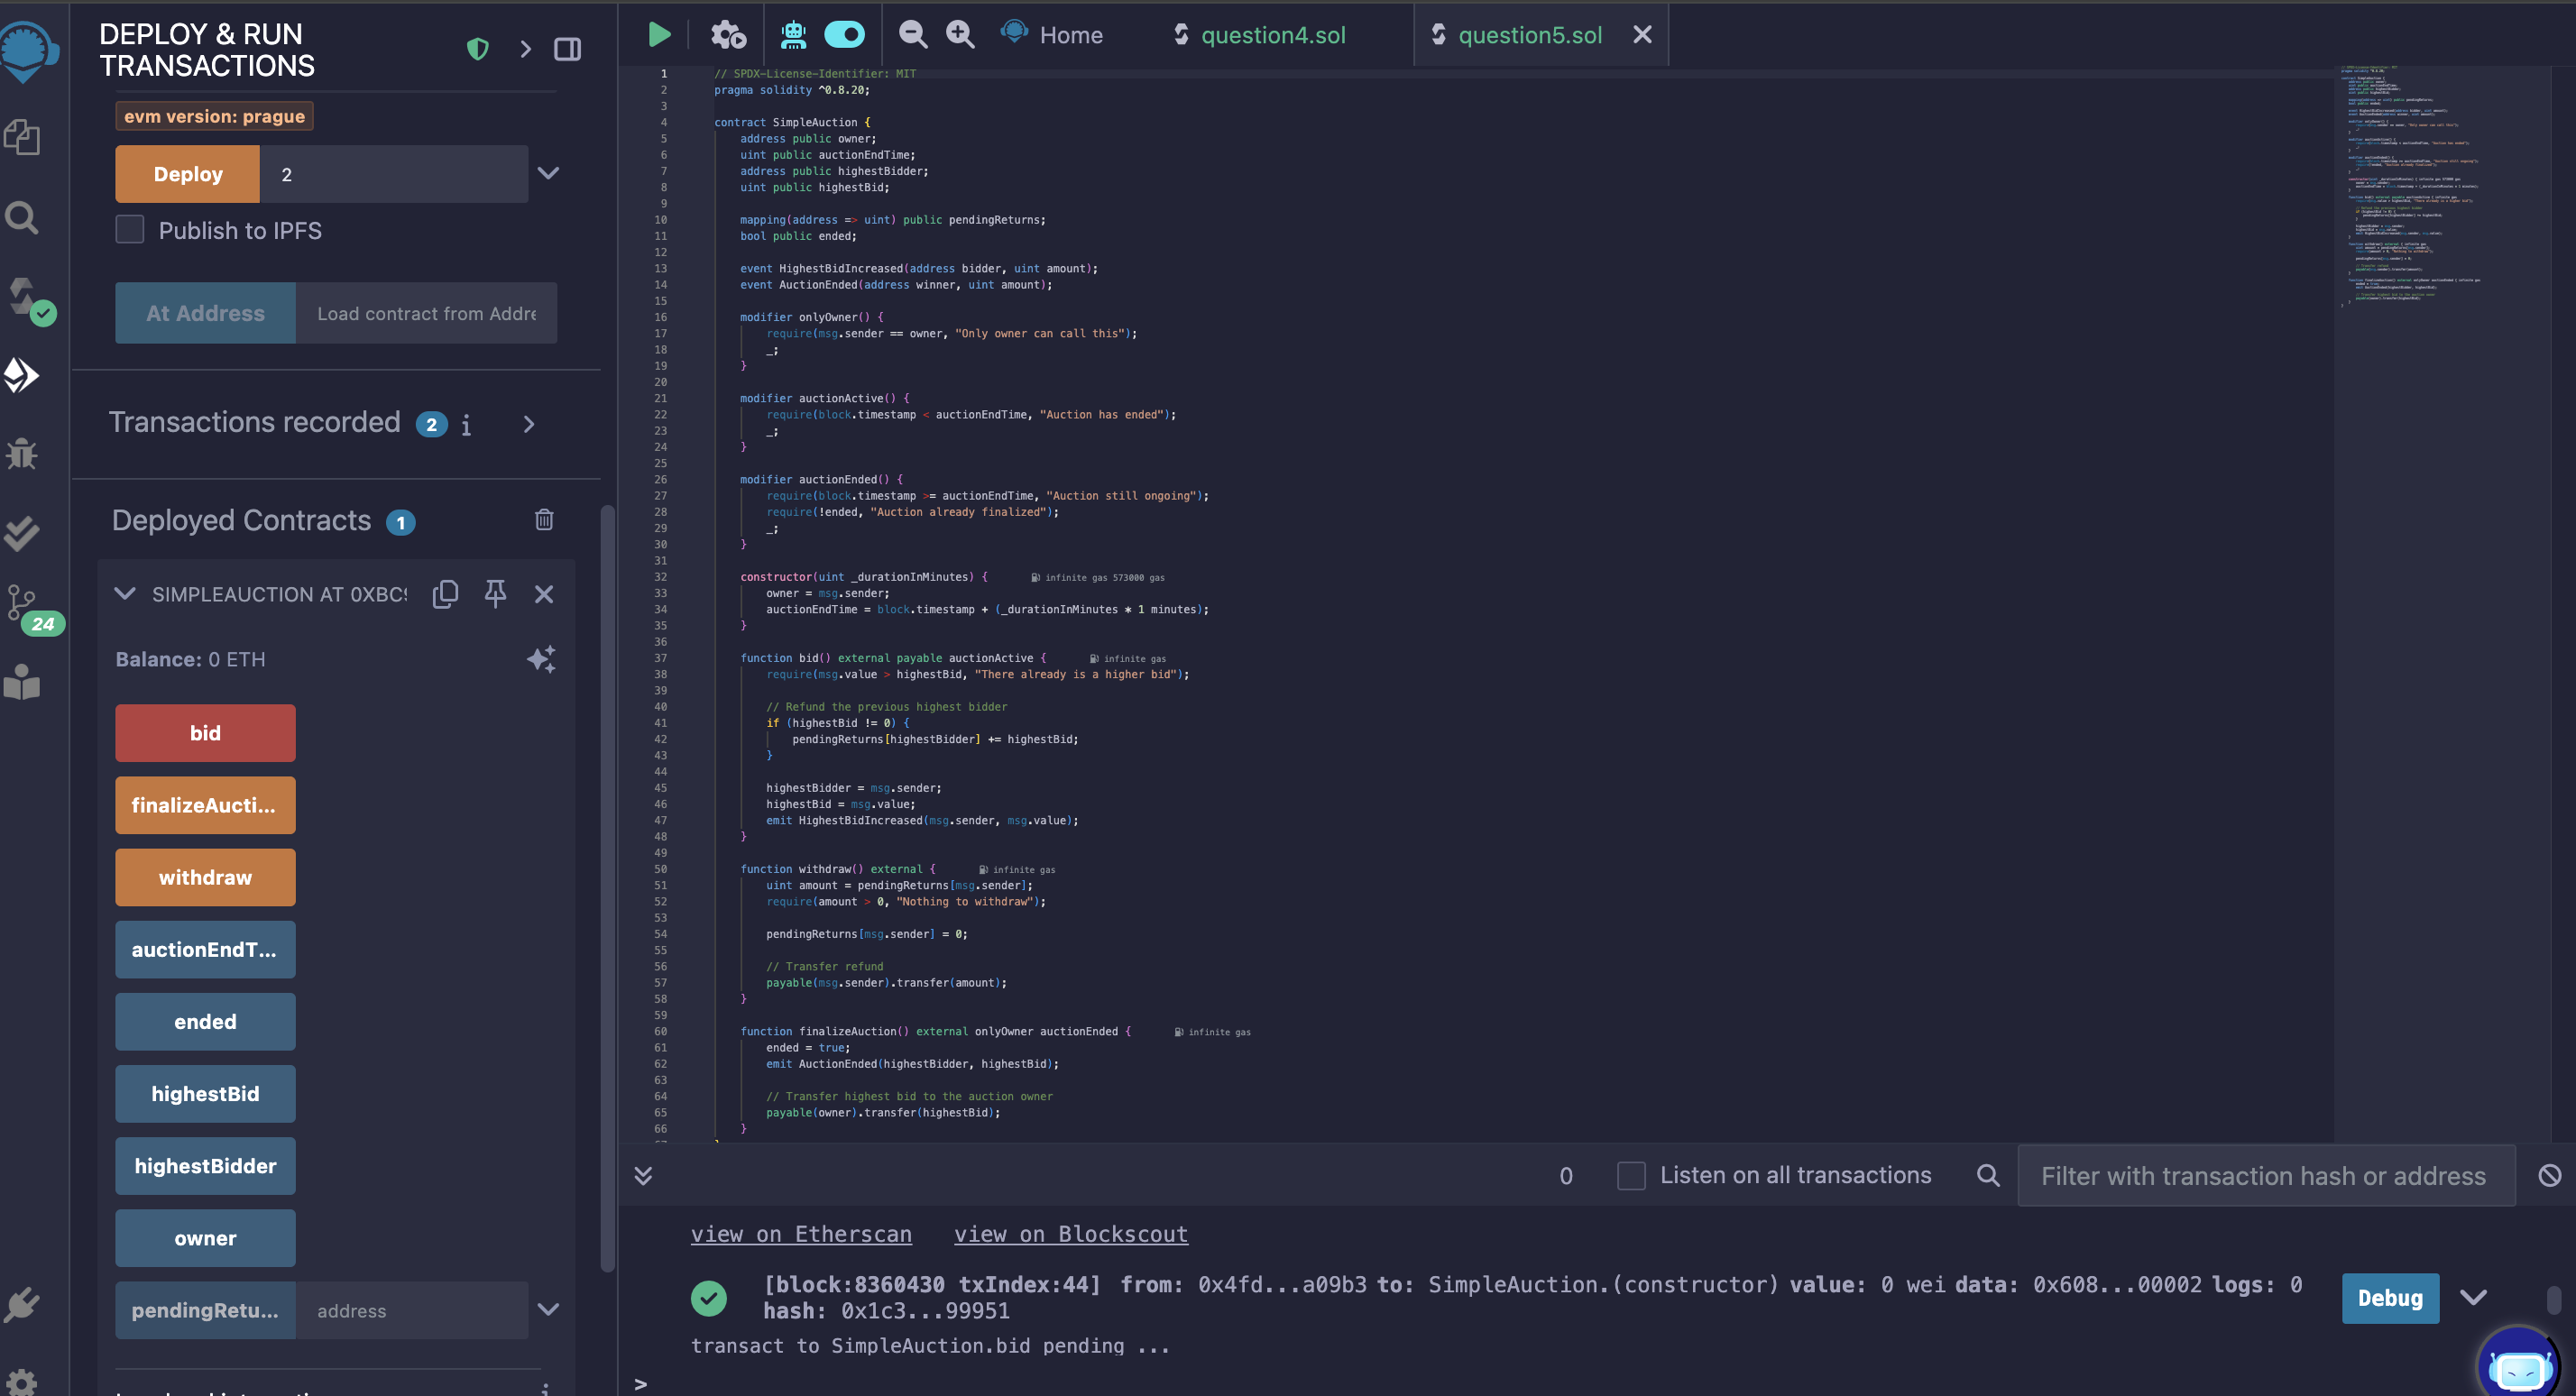 DEPLOY & RUN
TRANSACTIONS
evm version: prague
Deploy 2
Publish to IPFS
At Address Load contract from Addre
Transactions recorded 2 i
Deployed Contracts 1
SIMPLEAUCTION AT 0XBC9
24
Balance: 0 ETH
bid
finalizeAucti...
withdraw
auctionEndT...
ended
highestBid
highestBidder
owner
pendingRetu... address
Home question4.sol question5.sol
1 // SPDX-License-Identifier: MIT
2 pragma solidity ^0.8.20;
3
4 contract SimpleAuction {
5 address public owner;
6 uint public auctionEndTime;
7 address public highestBidder;
8 uint public highestBid;
9
10 mapping(address => uint) public pendingReturns;
11 bool public ended;
12
13 event HighestBidIncreased(address bidder, uint amount);
14 event AuctionEnded(address winner, uint amount);
15
16 modifier onlyOwner() {
17 require(msg.sender == owner, "Only owner can call this");
18 _;
19 }
20
21 modifier auctionActive() {
22 require(block.timestamp < auctionEndTime, "Auction has ended");
23 _;
24 }
25
26 modifier auctionEnded() {
27 require(block.timestamp >= auctionEndTime, "Auction still ongoing");
28 require(!ended, "Auction already finalized");
29 _;
30 }
31
32 constructor(uint _durationInMinutes) { infinite gas 573000 gas
33 owner = msg.sender;
34 auctionEndTime = block.timestamp + (_durationInMinutes * 1 minutes);
35 }
36
37 function bid() external payable auctionActive { infinite gas
38 require(msg.value > highestBid, "There already is a higher bid");
39
40 // Refund the previous highest bidder
41 if (highestBid != 0) {
42 pendingReturns[highestBidder] += highestBid;
43 }
44
45 highestBidder = msg.sender;
46 highestBid = msg.value;
47 emit HighestBidIncreased(msg.sender, msg.value);
48 }
49
50 function withdraw() external { infinite gas
51 uint amount = pendingReturns[msg.sender];
52 require(amount > 0, "Nothing to withdraw");
53
54 pendingReturns[msg.sender] = 0;
55
56 // Transfer refund
57 payable(msg.sender).transfer(amount);
58 }
59
60 function finalizeAuction() external onlyOwner auctionEnded { infinite gas
61 ended = true;
62 emit AuctionEnded(highestBidder, highestBid);
63
64 // Transfer highest bid to the auction owner
65 payable(owner).transfer(highestBid);
66 }
0 Listen on all transactions Filter with transaction hash or address
view on Etherscan view on Blockscout
[block:8360430 txIndex:44] from: 0x4fd...a09b3 to: SimpleAuction.(constructor) value: 0 wei data: 0x608...00002 logs: 0
hash: 0x1c3...99951
Debug
transact to SimpleAuction.bid pending ...
>